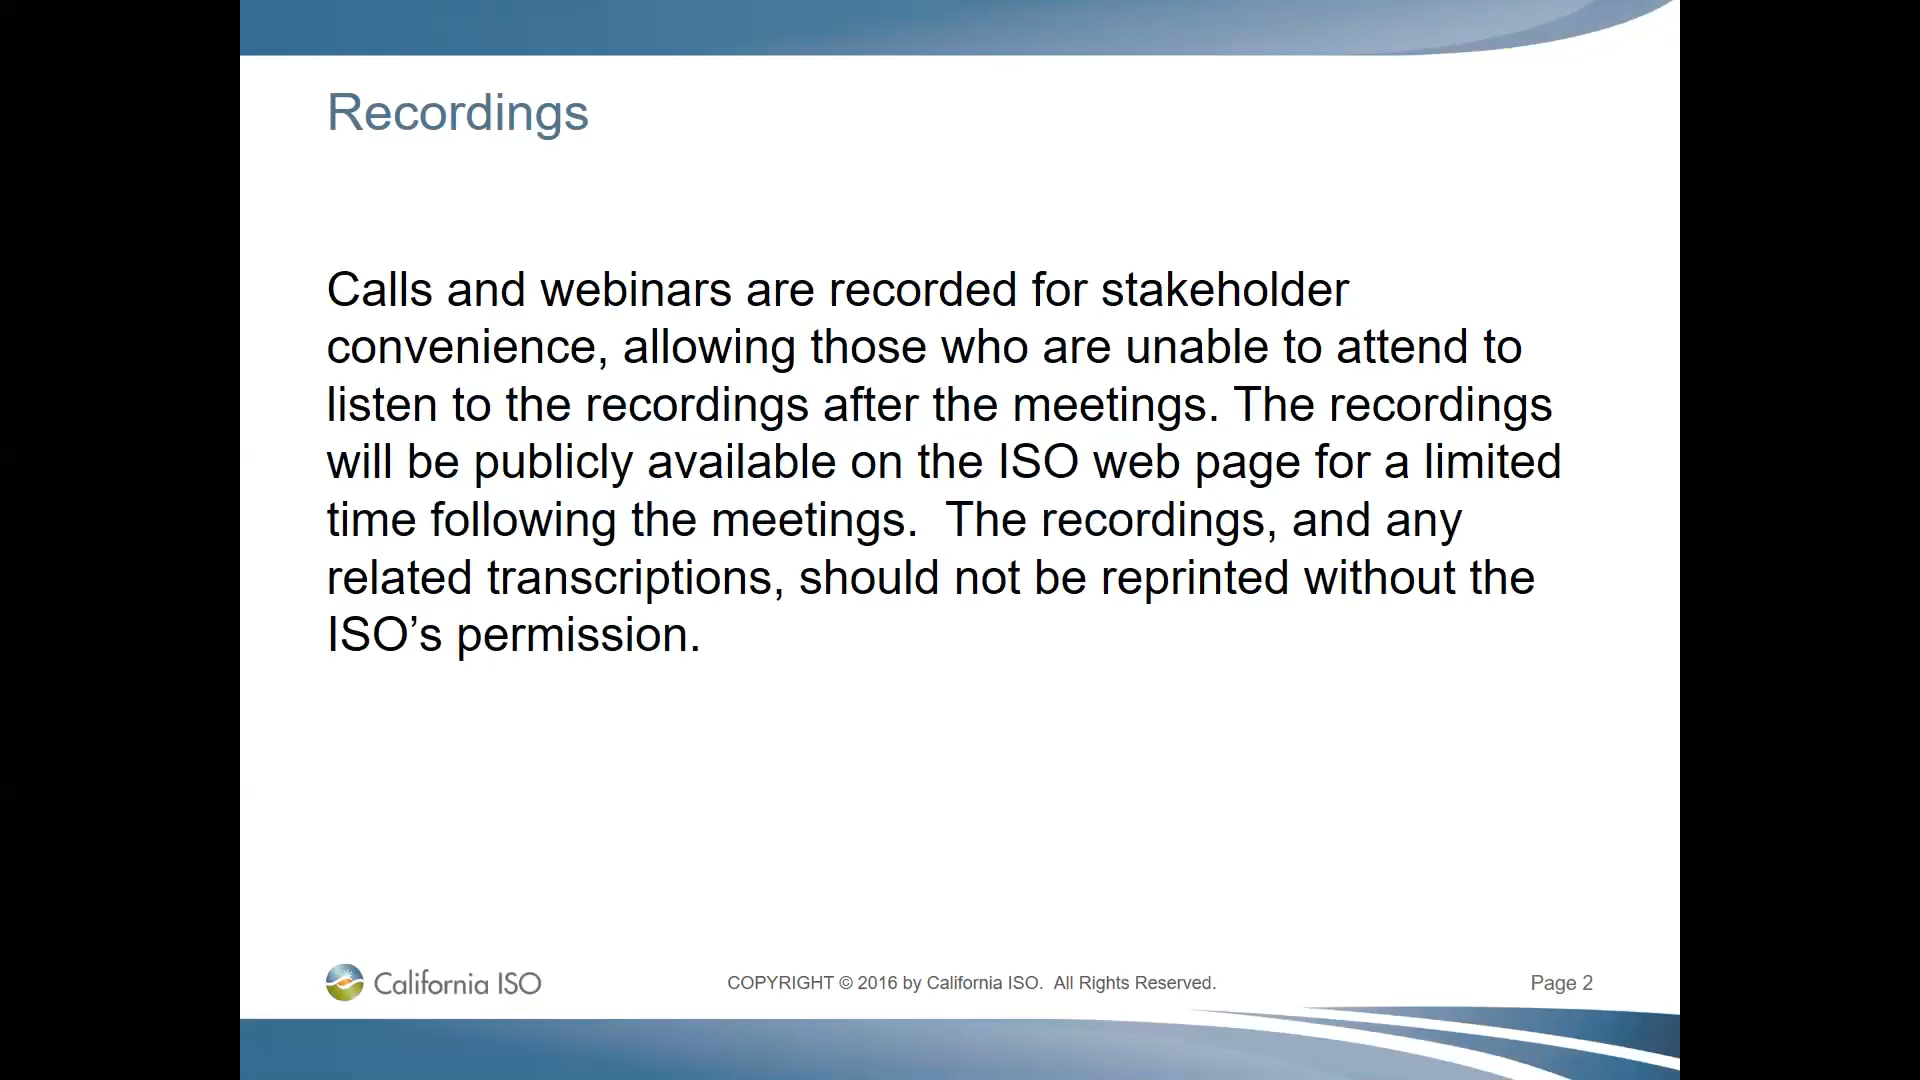 Recordings
Calls and webinars are recorded for stakeholder
convenience, allowing those who are unable to attend to
listen to the recordings after the meetings. The recordings
will be publicly available on the ISO web page for a limited
time following the meetings.  The recordings, and any
related transcriptions, should not be reprinted without the
ISO’s permission.
California ISO
COPYRIGHT © 2016 by California ISO.  All Rights Reserved.
Page 2